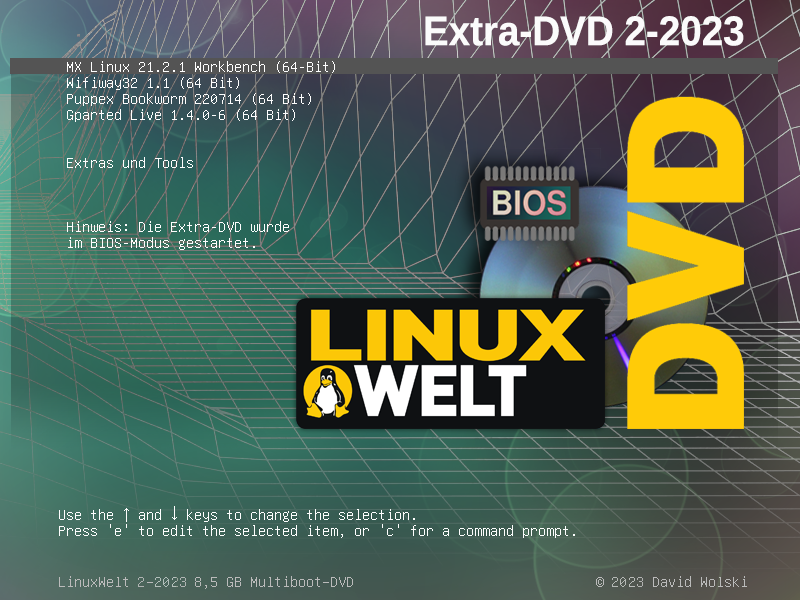 Extra-DVD 2-2023
MX Linux 21.2.1 Workbench (64-Bit)
Wifiway32 1.1 (64 Bit)
Puppex Bookworm 220714 (64 Bit)
Gparted Live 1.4.0-6 (64 Bit)
Extras und Tools
Hinweis: Die Extra-DVD wurde
im BIOS-Modus gestartet.
BIOS
DVD
LINUX
WELT
Use the ↑ and ↓ keys to change the selection.
Press 'e' to edit the selected item, or 'c' for a command prompt.
LinuxWelt 2-2023 8,5 GB Multiboot-DVD
© 2023 David Wolski